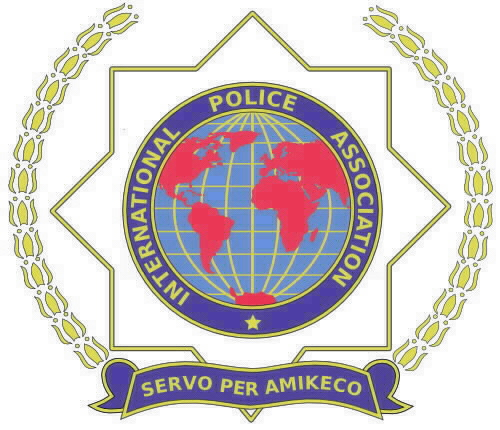 INTERNATIONAL POLICE ASSOCIATION
SERVO PER AMIKECO